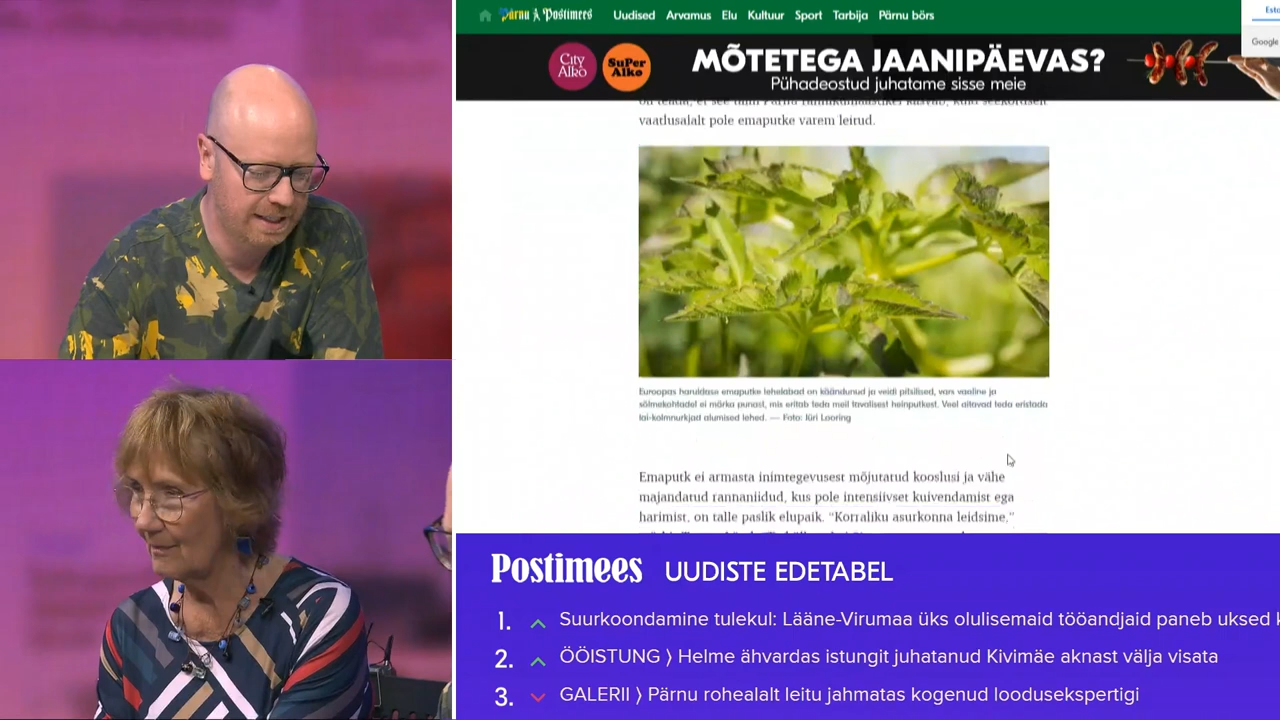 Pärnu Postimees Uudised Arvamus Elu Kultuur Sport Tarbija Pärnu börs
Google
City Alko SuPer Alko MÕTETEGA JAANIPÄEVAS?
Pühadeostud juhatame sisse meie
vaatlusalalt pole emaputke varem leitud.
Euroopas haruldase emaputke lehelabad on käändunud ja veidi pitsilised, vars vaaline ja
sõlmekohtadel ei märka punast, mis eritab teda meil tavalisest heinputkest. Veel aitavad teda eristada
lai-kolmnurkjad alumised lehed. — Foto: Jüri Looring
Emaputk ei armasta inimtegevusest mõjutatud kooslusi ja vähe
majandatud rannaniidud, kus pole intensiivset kuivendamist ega
harimist, on talle paslik elupaik. “Korraliku asurkonna leidsime,”
Postimees UUDISTE EDETABEL
1. Suurkoondamine tulekul: Lääne-Virumaa üks olulisemaid tööandjaid paneb uksed k
2. ÖÖISTUNG ⟩ Helme ähvardas istungit juhatanud Kivimäe aknast välja visata
3. GALERII ⟩ Pärnu rohealalt leitu jahmatas kogenud loodusekspertigi